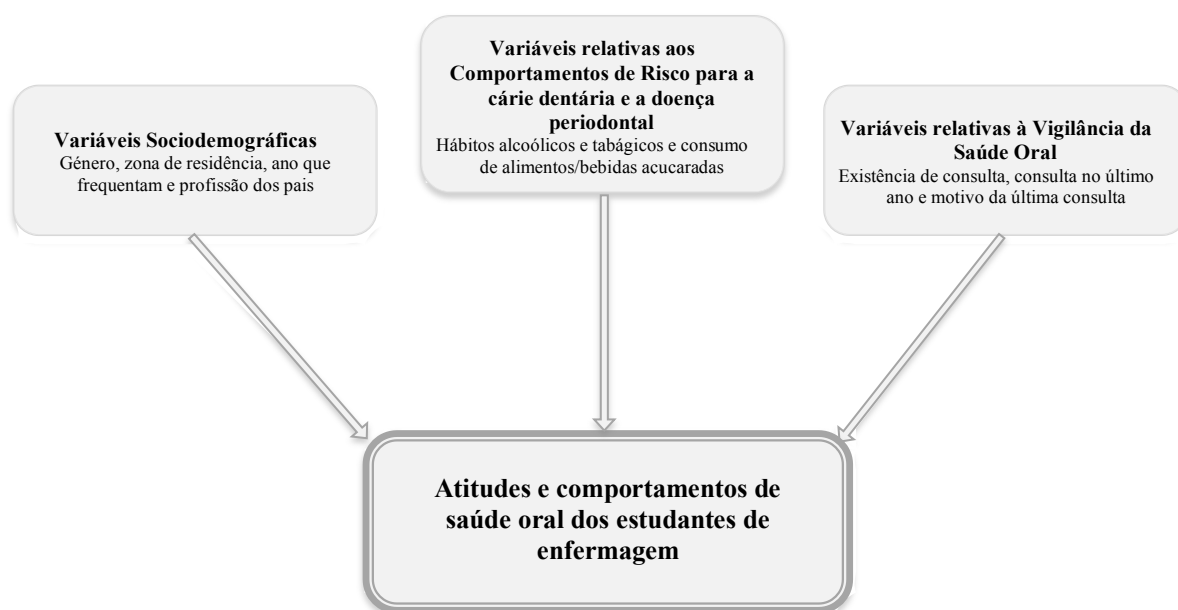 Variáveis Sociodemográficas
Género, zona de residência, ano que
frequentam e profissão dos pais
Variáveis relativas aos
Comportamentos de Risco para a
cárie dentária e a doença
periodontal
Hábitos alcoólicos e tabágicos e consumo
de alimentos/bebidas acucaradas
Variáveis relativas à Vigilância da
Saúde Oral
Existência de consulta, consulta no último
ano e motivo da última consulta
Atitudes e comportamentos de
saúde oral dos estudantes de
enfermagem